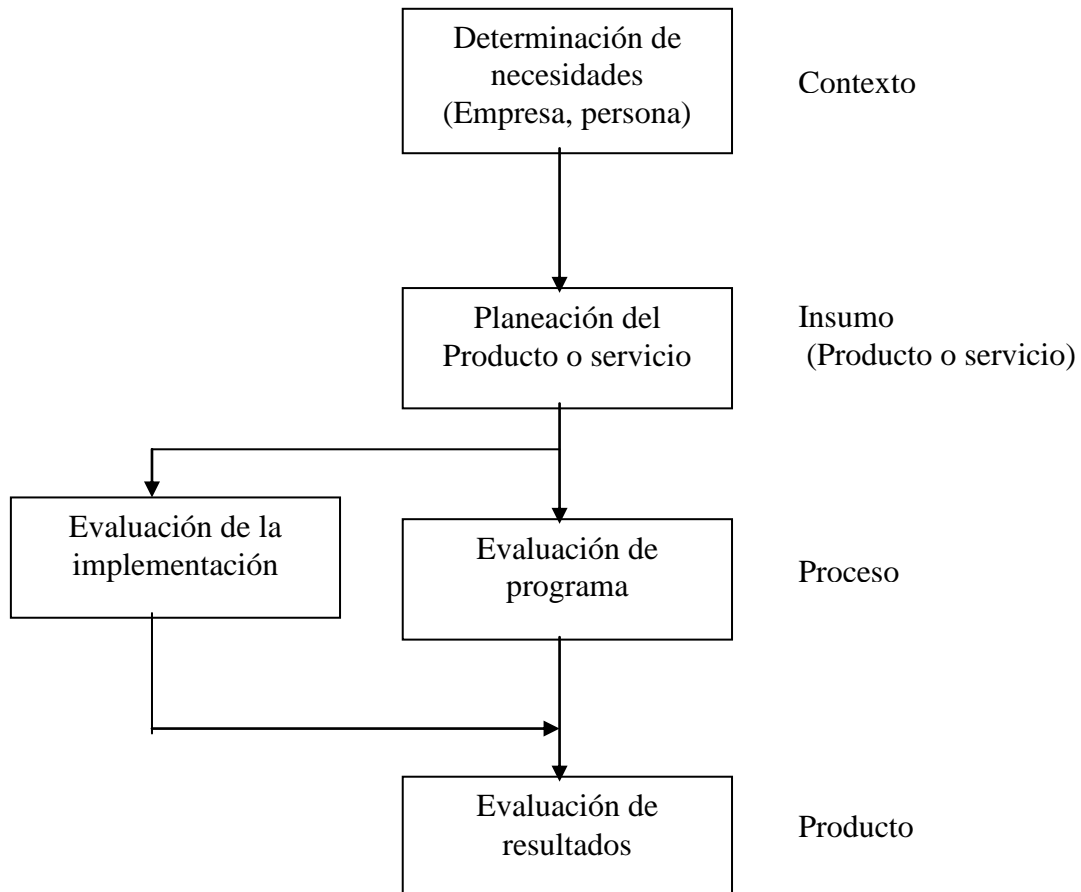 Determinación de
necesidades
(Empresa, persona)
Contexto
Planeación del
Producto o servicio
Insumo
(Producto o servicio)
Evaluación de la
implementación
Evaluación de
programa
Proceso
Evaluación de
resultados
Producto